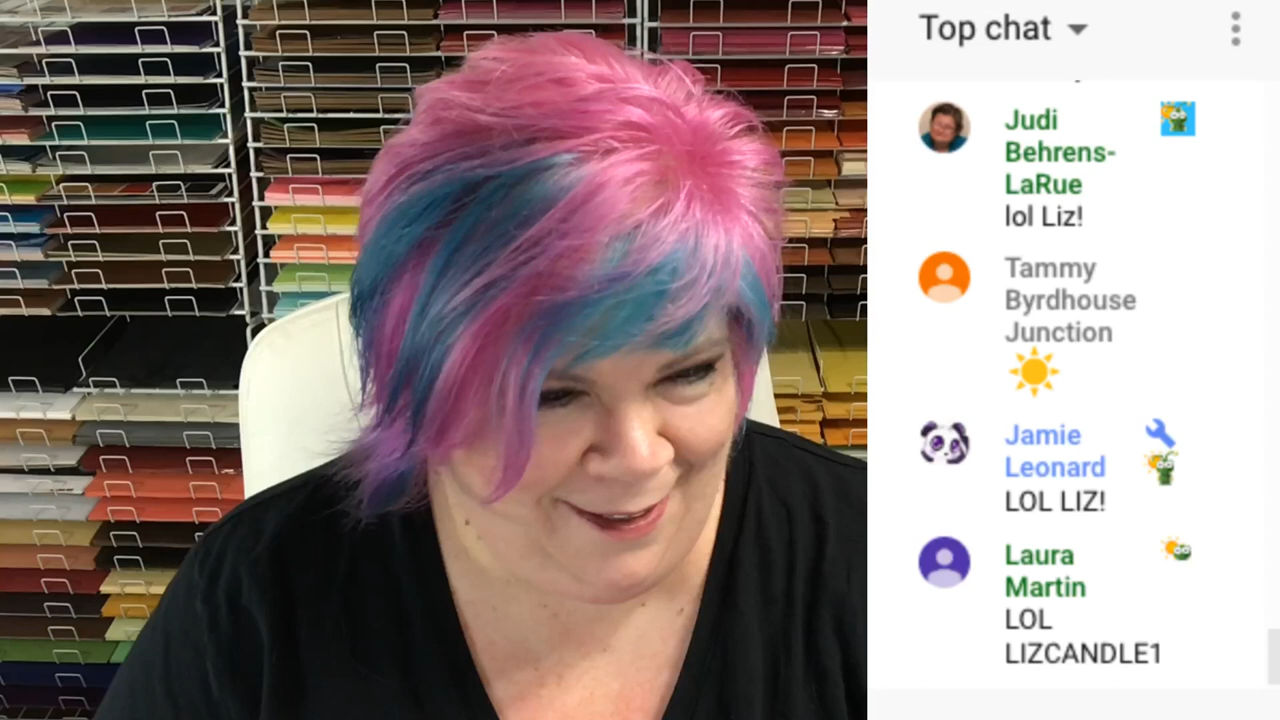 Top chat
Judi
Behrens-
LaRue
lol Liz!
Tammy
Byrdhouse
Junction
Jamie
Leonard
LOL LIZ!
Laura
Martin
LOL
LIZCANDLE1